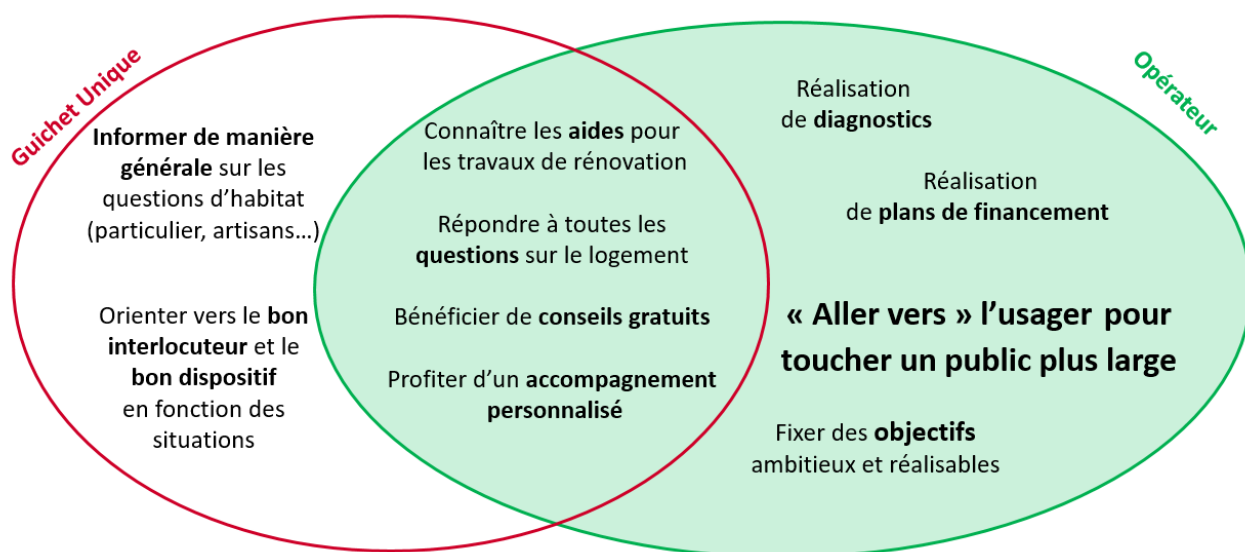 Guichet Unique
Informer de manière
générale sur les
questions d’habitat
(particulier, artisans…)
Orienter vers le bon
interlocuteur et le
bon dispositif
en fonction des
situations
Connaître les aides pour
les travaux de rénovation
Répondre à toutes les
questions sur le logement
Bénéficier de conseils gratuits
Profiter d’un accompagnement
personnalisé
Opérateur
Réalisation
de diagnostics
Réalisation
de plans de financement
« Aller vers » l’usager pour
toucher un public plus large
Fixer des objectifs
ambitieux et réalisables